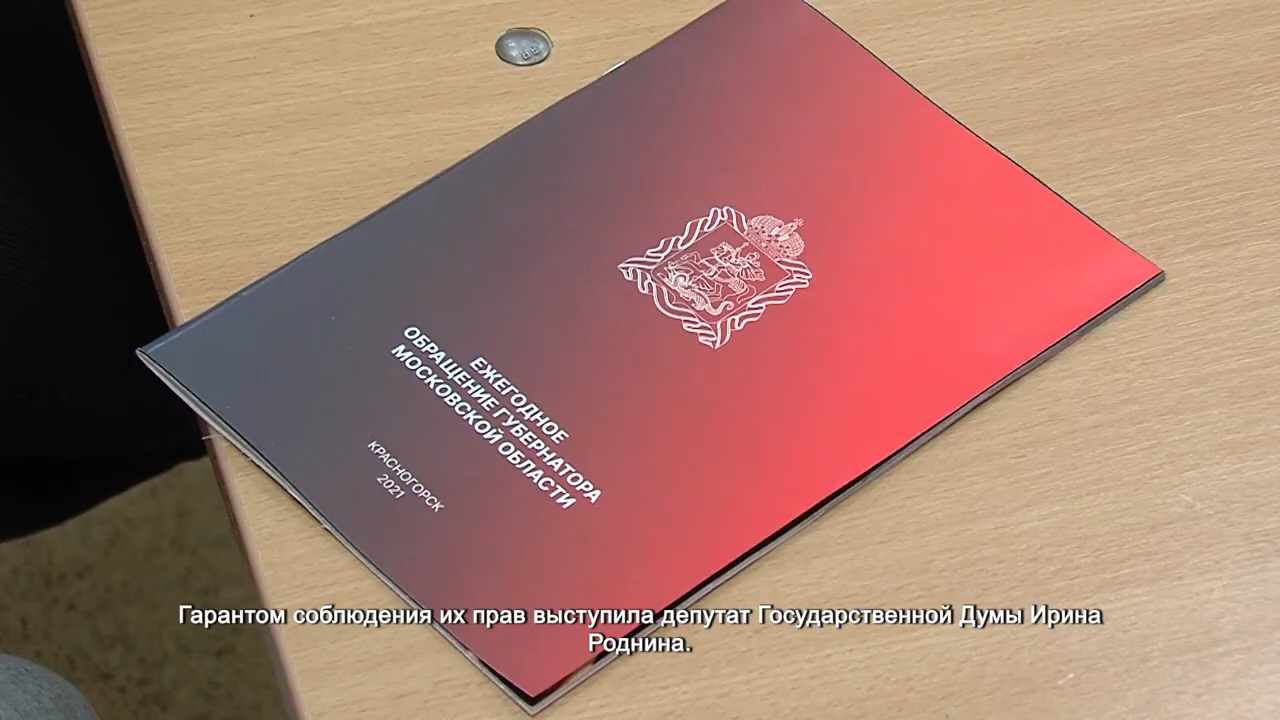 ЕЖЕГОДНОЕ
ОБРАЩЕНИЕ ГУБЕРНАТОРА
МОСКОВСКОЙ ОБЛАСТИ
КРАСНОГОРСК
2021
Гарантом соблюдения их прав выступила депутат Государственной Думы Ирина
Роднина.